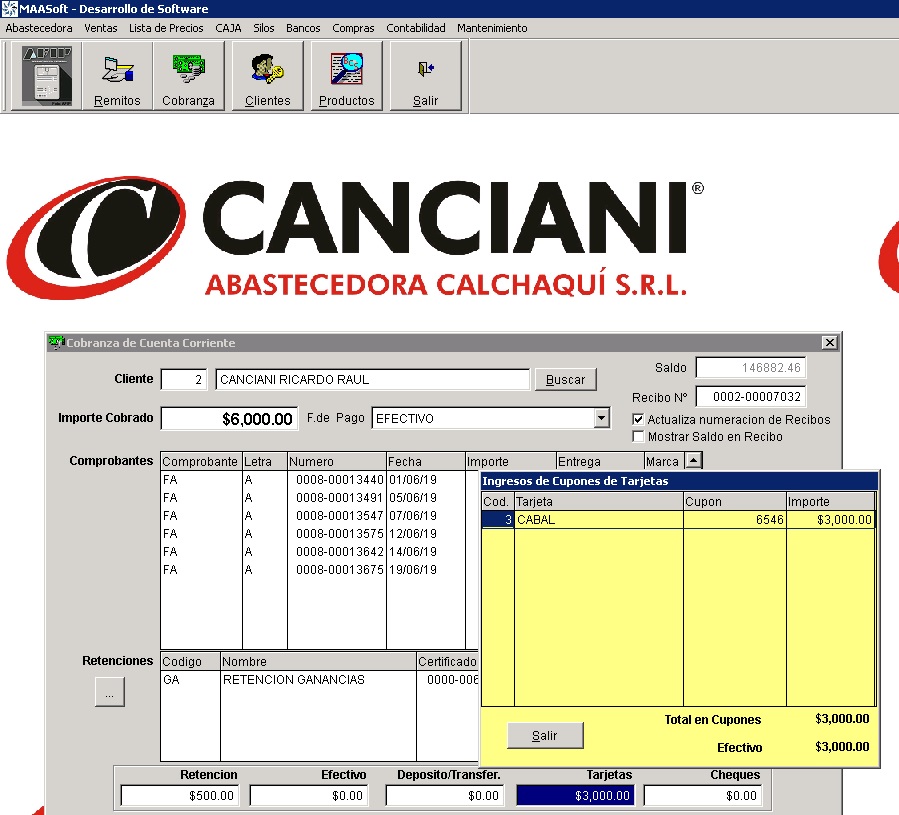 MAASoft - Desarrollo de Software
Abastecedora Ventas Lista de Precios CAJA Silos Bancos Compras Contabilidad Mantenimiento
AFIP
Remitos Cobranza Clientes Productos Salir
CANCIANI®
ABASTECEDORA CALCHAQUÍ S.R.L.
Cobranza de Cuenta Corriente
Cliente 2 CANCIANI RICARDO RAUL Buscar Saldo 146882.46
Recibo Nº 0002-00007032
Importe Cobrado $6,000.00 F.de Pago EFECTIVO
Actualiza numeracion de Recibos
Mostrar Saldo en Recibo
Comprobantes Comprobante Letra Numero Fecha Importe Entrega Marca
FA A 0008-00013440 01/06/19
FA A 0008-00013491 05/06/19
FA A 0008-00013547 07/06/19
FA A 0008-00013575 12/06/19
FA A 0008-00013642 14/06/19
FA A 0008-00013675 19/06/19
Ingresos de Cupones de Tarjetas
Cod. Tarjeta Cupon Importe
3 CABAL 6546 $3,000.00
Total en Cupones $3,000.00
Salir
Efectivo $3,000.00
Retenciones Codigo Nombre Certificado
... GA RETENCION GANANCIAS 0000-006
Retencion Efectivo Deposito/Transfer. Tarjetas Cheques
$500.00 $0.00 $0.00 $3,000.00 $0.00